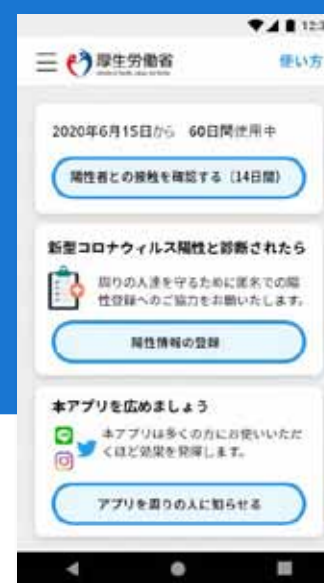 12:3
厚生労働省
使い方
2020年6月15日から 60日間使用中
陽性者との接触を確認する（14日間）
新型コロナウィルス陽性と診断されたら
周りの人達を守るために匿名での陽
性登録へのご協力をお願いいたします。
陽性情報の登録
本アプリを広めましょう
本アプリは多くの方にお使いいただ
くほど効果を発揮します。
アプリを周りの人に知らせる